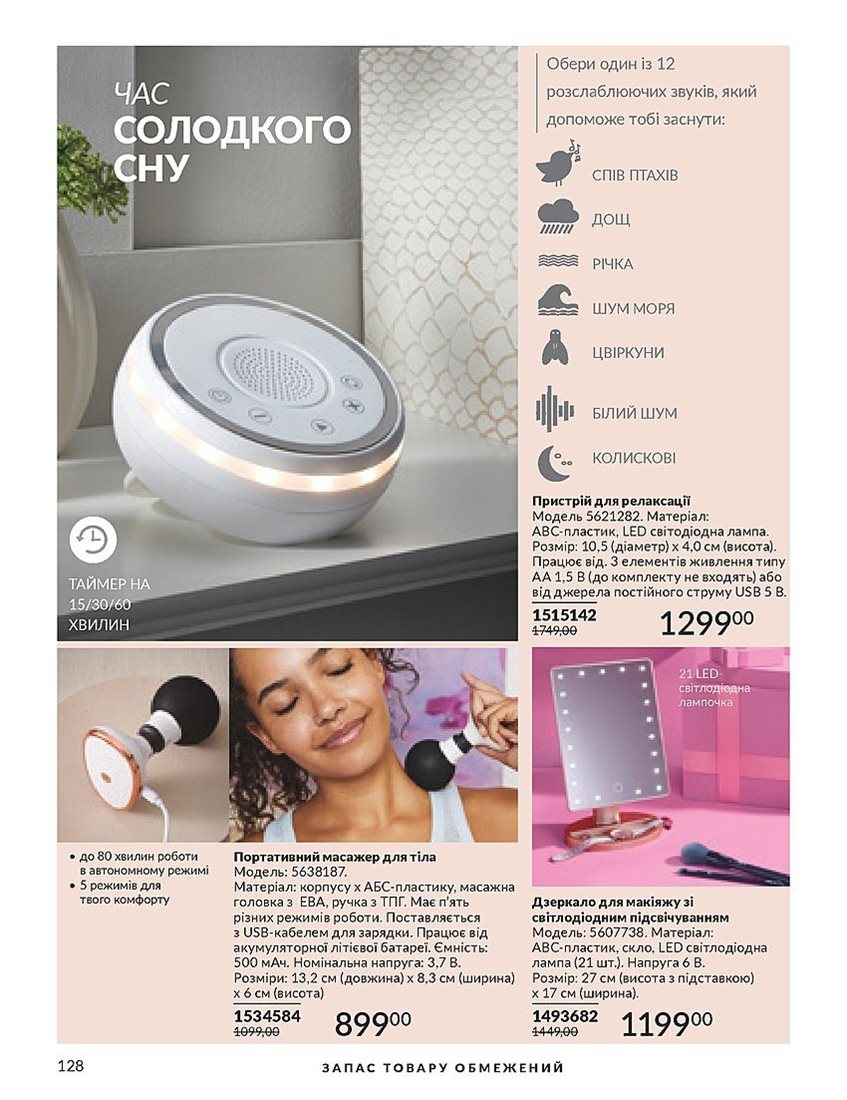 ЧАС
СОЛОДКОГО
СНУ
Обери один із 12
розслаблюючих звуків, який
допоможе тобі заснути:
СПІВ ПТАХІВ
ДОЩ
РІЧКА
ШУМ МОРЯ
ЦВІРКУНИ
БІЛИЙ ШУМ
КОЛИСКОВІ
ТАЙМЕР НА
15/30/60
ХВИЛИН
Пристрій для релаксації
Модель 5621282. Матеріал:
АВС-пластик, LED світодіодна лампа.
Розмір: 10,5 (діаметр) х 4,0 см (висота).
Працює від. 3 елементів живлення типу
АА 1,5 В (до комплекту не входять) або
від джерела постійного струму USB 5 В.
1515142
1749,00
129900
21 LED-
світлодіодна
лампочка
• до 80 хвилин роботи
в автономному режимі
• 5 режимів для
твого комфорту
Портативний масажер для тіла
Модель: 5638187.
Матеріал: корпусу х АБС-пластику, масажна
головка з ЕВА, ручка з ТПГ. Має п'ять
різних режимів роботи. Поставляється
з USB-кабелем для зарядки. Працює від
акумуляторної літієвої батареї. Ємність:
500 мАч. Номінальна напруга: 3,7 В.
Розміри: 13,2 см (довжина) х 8,3 см (ширина)
х 6 см (висота)
1534584
1099,00
89900
Дзеркало для макіяжу зі
світлодіодним підсвічуванням
Модель: 5607738. Матеріал:
АВС-пластик, скло, LED світлодіодна
лампа (21 шт.). Напруга 6 В.
Розмір: 27 см (висота з підставкою)
х 17 см (ширина).
1493682
1449,00
119900
128
ЗАПАС ТОВАРУ ОБМЕЖЕНИЙ